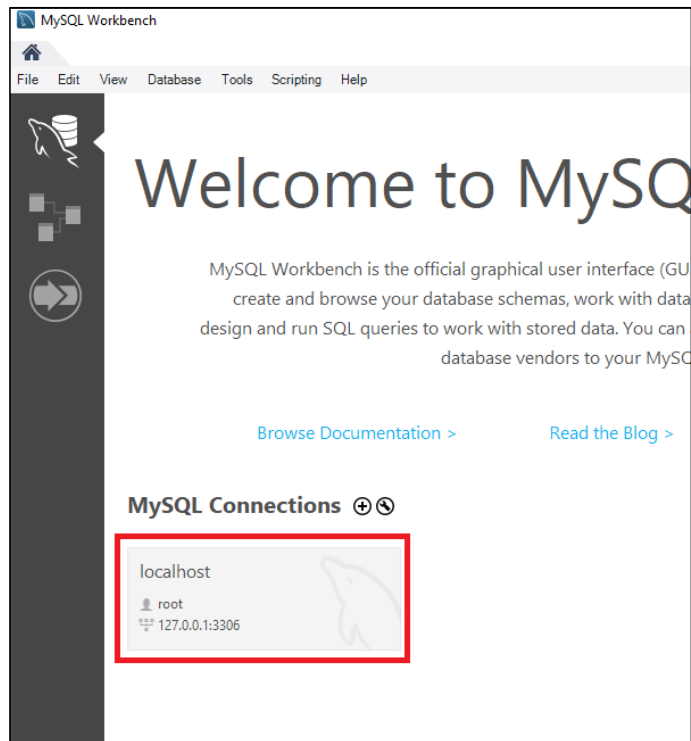 MySQL Workbench
File Edit View Database Tools Scripting Help
Welcome to MySQ
MySQL Workbench is the official graphical user interface (GU
create and browse your database schemas, work with data
design and run SQL queries to work with stored data. You can
database vendors to your MySQ
Browse Documentation > Read the Blog >
MySQL Connections
localhost
root
127.0.0.1:3306